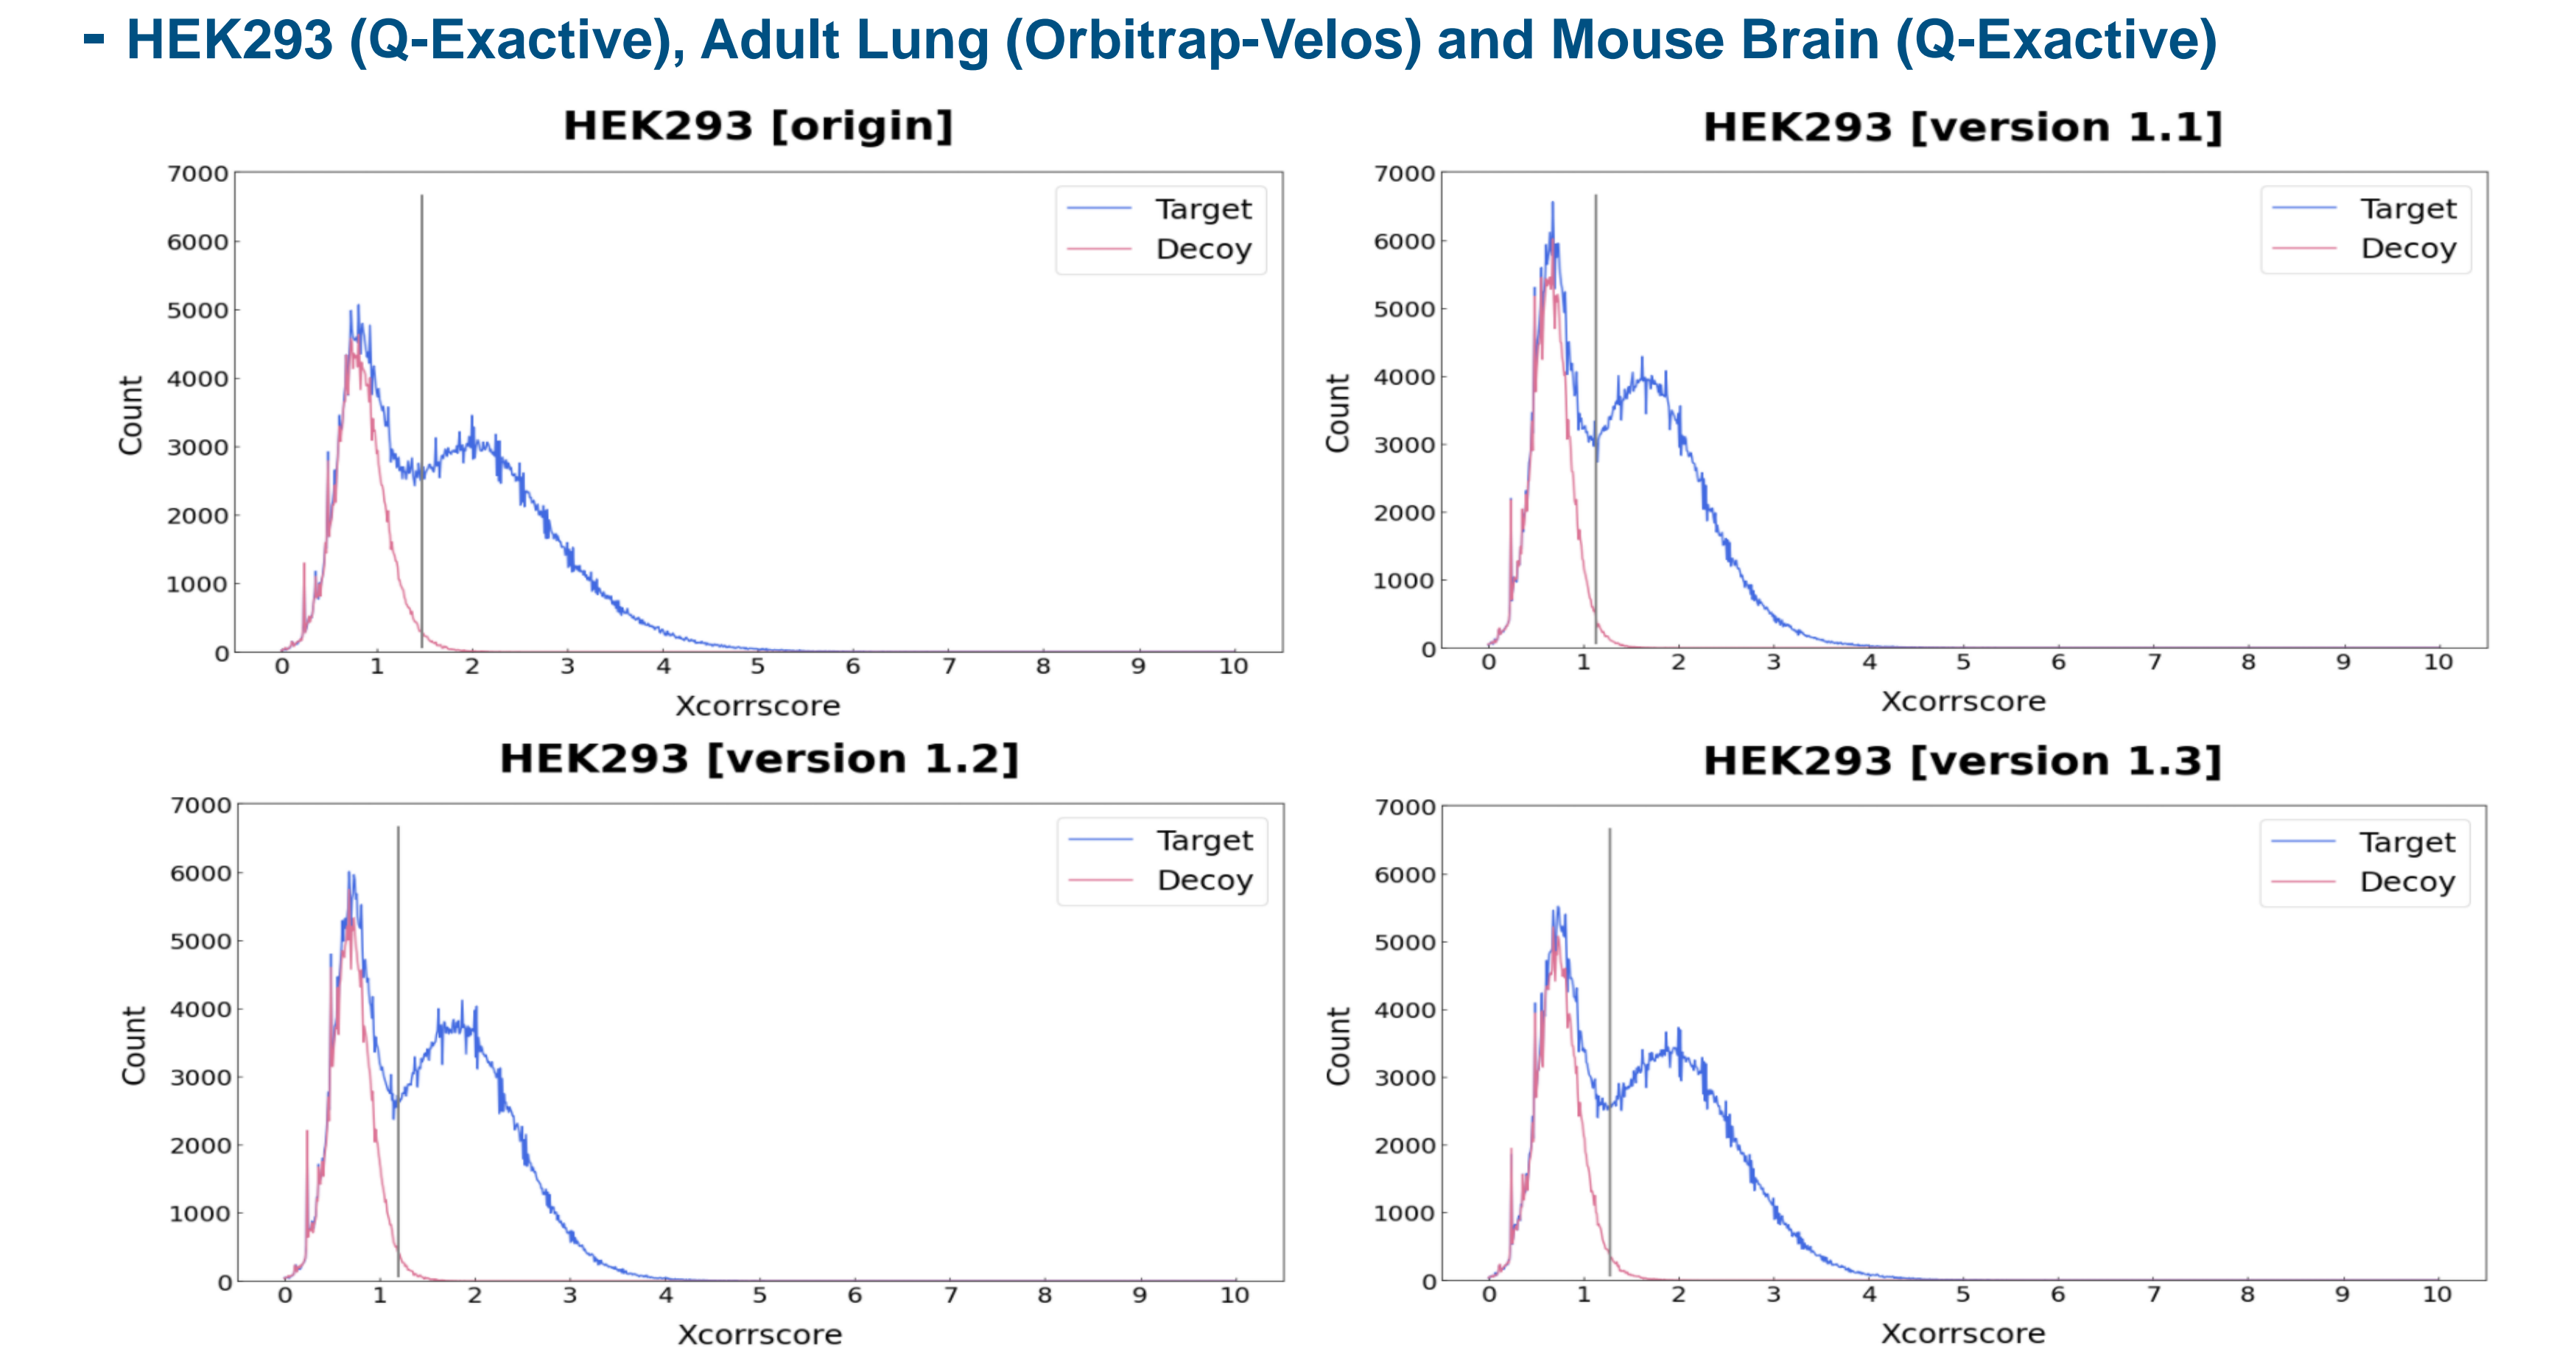 - HEK293 (Q-Exactive), Adult Lung (Orbitrap-Velos) and Mouse Brain (Q-Exactive)
HEK293 [origin]
7000
6000
5000
4000
3000
2000
1000
0
Count
Target
Decoy
0 1 2 3 4 5 6 7 8 9 10
Xcorrscore
HEK293 [version 1.1]
7000
6000
5000
4000
3000
2000
1000
0
Count
Target
Decoy
0 1 2 3 4 5 6 7 8 9 10
Xcorrscore
HEK293 [version 1.2]
7000
6000
5000
4000
3000
2000
1000
0
Count
Target
Decoy
0 1 2 3 4 5 6 7 8 9 10
Xcorrscore
HEK293 [version 1.3]
7000
6000
5000
4000
3000
2000
1000
0
Count
Target
Decoy
0 1 2 3 4 5 6 7 8 9 10
Xcorrscore